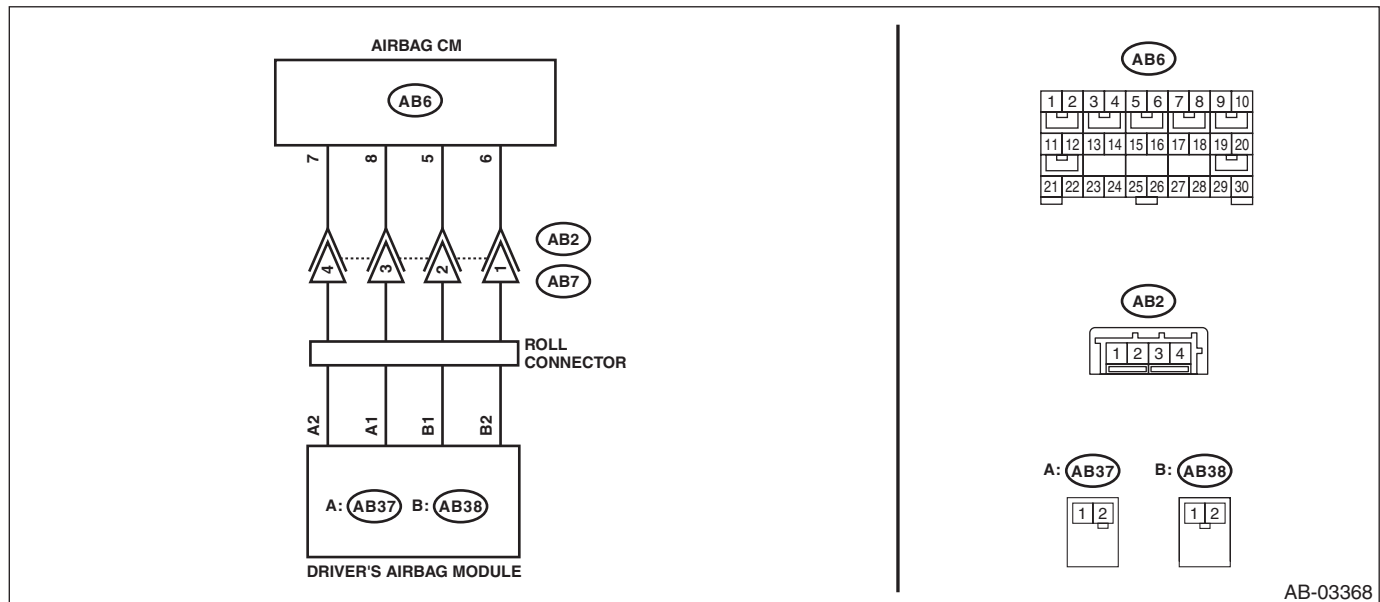 AIRBAG CM
AB6
7 8 5 6
4 3 2 1
AB2
AB7
ROLL
CONNECTOR
A2 A1 B1 B2
A: AB37 B: AB38
DRIVER'S AIRBAG MODULE
AB6
1 2 3 4 5 6 7 8 9 10
11 12 13 14 15 16 17 18 19 20
21 22 23 24 25 26 27 28 29 30
AB2
1 2 3 4
A: AB37 B: AB38
1 2 1 2
AB-03368